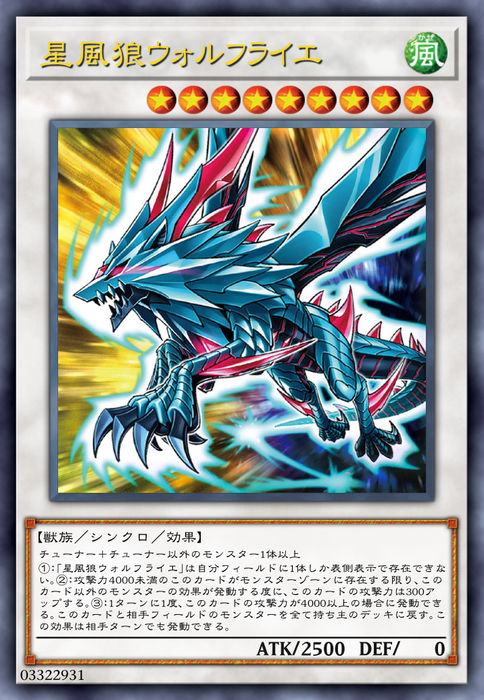 星風狼ウォルフライエ
風
【獣族／シンクロ／効果】
チューナー＋チューナー以外のモンスター1体以上
①:「星風狼ウォルフライエ」は自分フィールドに1体しか表側表示で存在できな
い。②:攻撃力4000未満のこのカードがモンスターゾーンに存在する限り、この
カード以外のモンスターの効果が発動する度に、このカードの攻撃力は300ア
ップする。③:1ターンに1度、このカードの攻撃力が4000以上の場合に発動でき
る。このカードと相手フィールドのモンスターを全て持ち主のデッキに戻す。こ
の効果は相手ターンでも発動できる。
ATK/2500 DEF/ 0
03322931